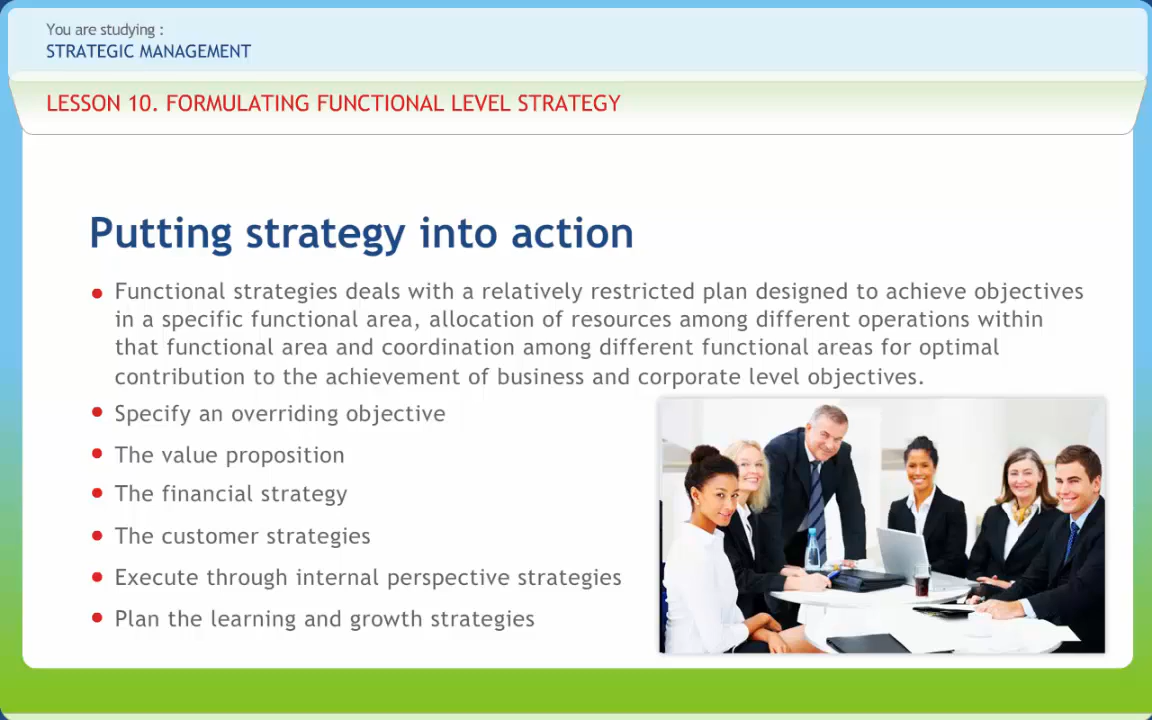 You are studying :
STRATEGIC MANAGEMENT
LESSON 10. FORMULATING FUNCTIONAL LEVEL STRATEGY
Putting strategy into action
Functional strategies deals with a relatively restricted plan designed to achieve objectives
in a specific functional area, allocation of resources among different operations within
that functional area and coordination among different functional areas for optimal
contribution to the achievement of business and corporate level objectives.
Specify an overriding objective
The value proposition
The financial strategy
The customer strategies
Execute through internal perspective strategies
Plan the learning and growth strategies